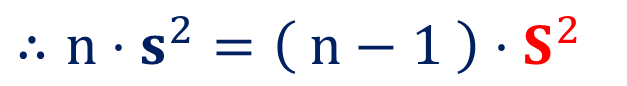 ∴ n · s² = ( n − 1 ) · S²